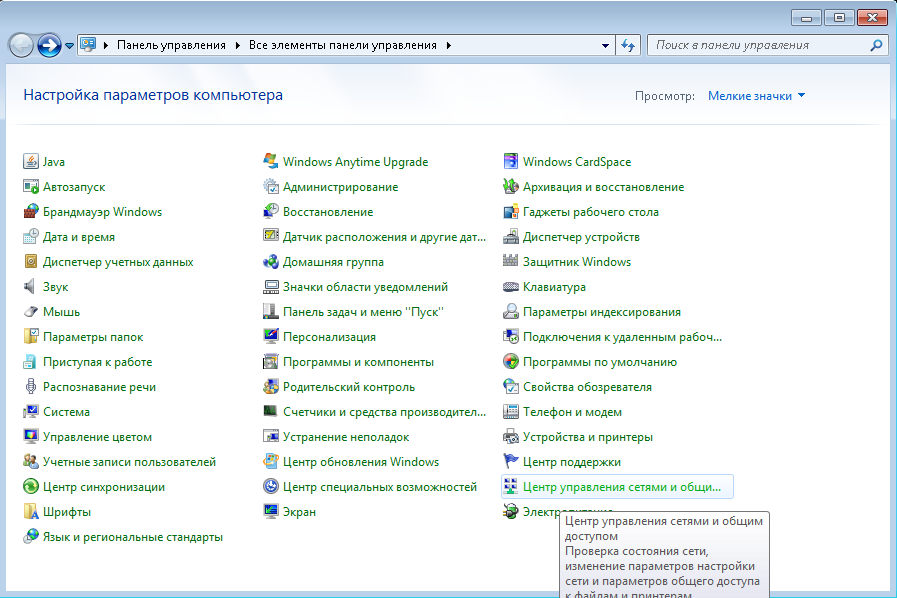 Панель управления ▸ Все элементы панели управления ▸
Поиск в панели управления
Настройка параметров компьютера
Просмотр: Мелкие значки
Java
Windows Anytime Upgrade
Windows CardSpace
Автозапуск
Администрирование
Архивация и восстановление
Брандмауэр Windows
Восстановление
Гаджеты рабочего стола
Дата и время
Датчик расположения и другие дат...
Диспетчер устройств
Диспетчер учетных данных
Домашняя группа
Защитник Windows
Звук
Значки области уведомлений
Клавиатура
Мышь
Панель задач и меню ''Пуск''
Параметры индексирования
Параметры папок
Персонализация
Подключения к удаленным рабоч...
Приступая к работе
Программы и компоненты
Программы по умолчанию
Распознавание речи
Родительский контроль
Свойства обозревателя
Система
Счетчики и средства производител...
Телефон и модем
Управление цветом
Устранение неполадок
Устройства и принтеры
Учетные записи пользователей
Центр обновления Windows
Центр поддержки
Центр синхронизации
Центр специальных возможностей
Центр управления сетями и общи...
Шрифты
Экран
Электропитание
Язык и региональные стандарты
Центр управления сетями и общим
доступом
Проверка состояния сети,
изменение параметров настройки
сети и параметров общего доступа
к файлам и принтерам